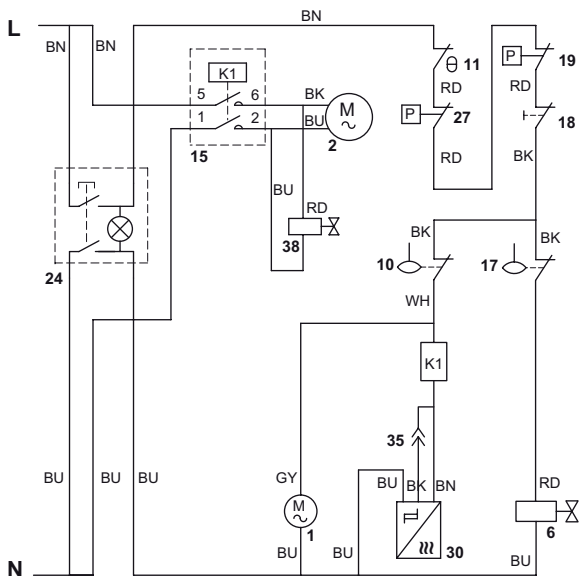 BN
L
BN BN
K1
P 19
11
5 6 BK M
RD RD
1 2 BU 2
P 27 18
15
RD BK
BU RD
38
BK BK
24
10 17
WH
K1
35
BU BU BU GY BU BK BN RD
M
1 30 6
N BU BU BU